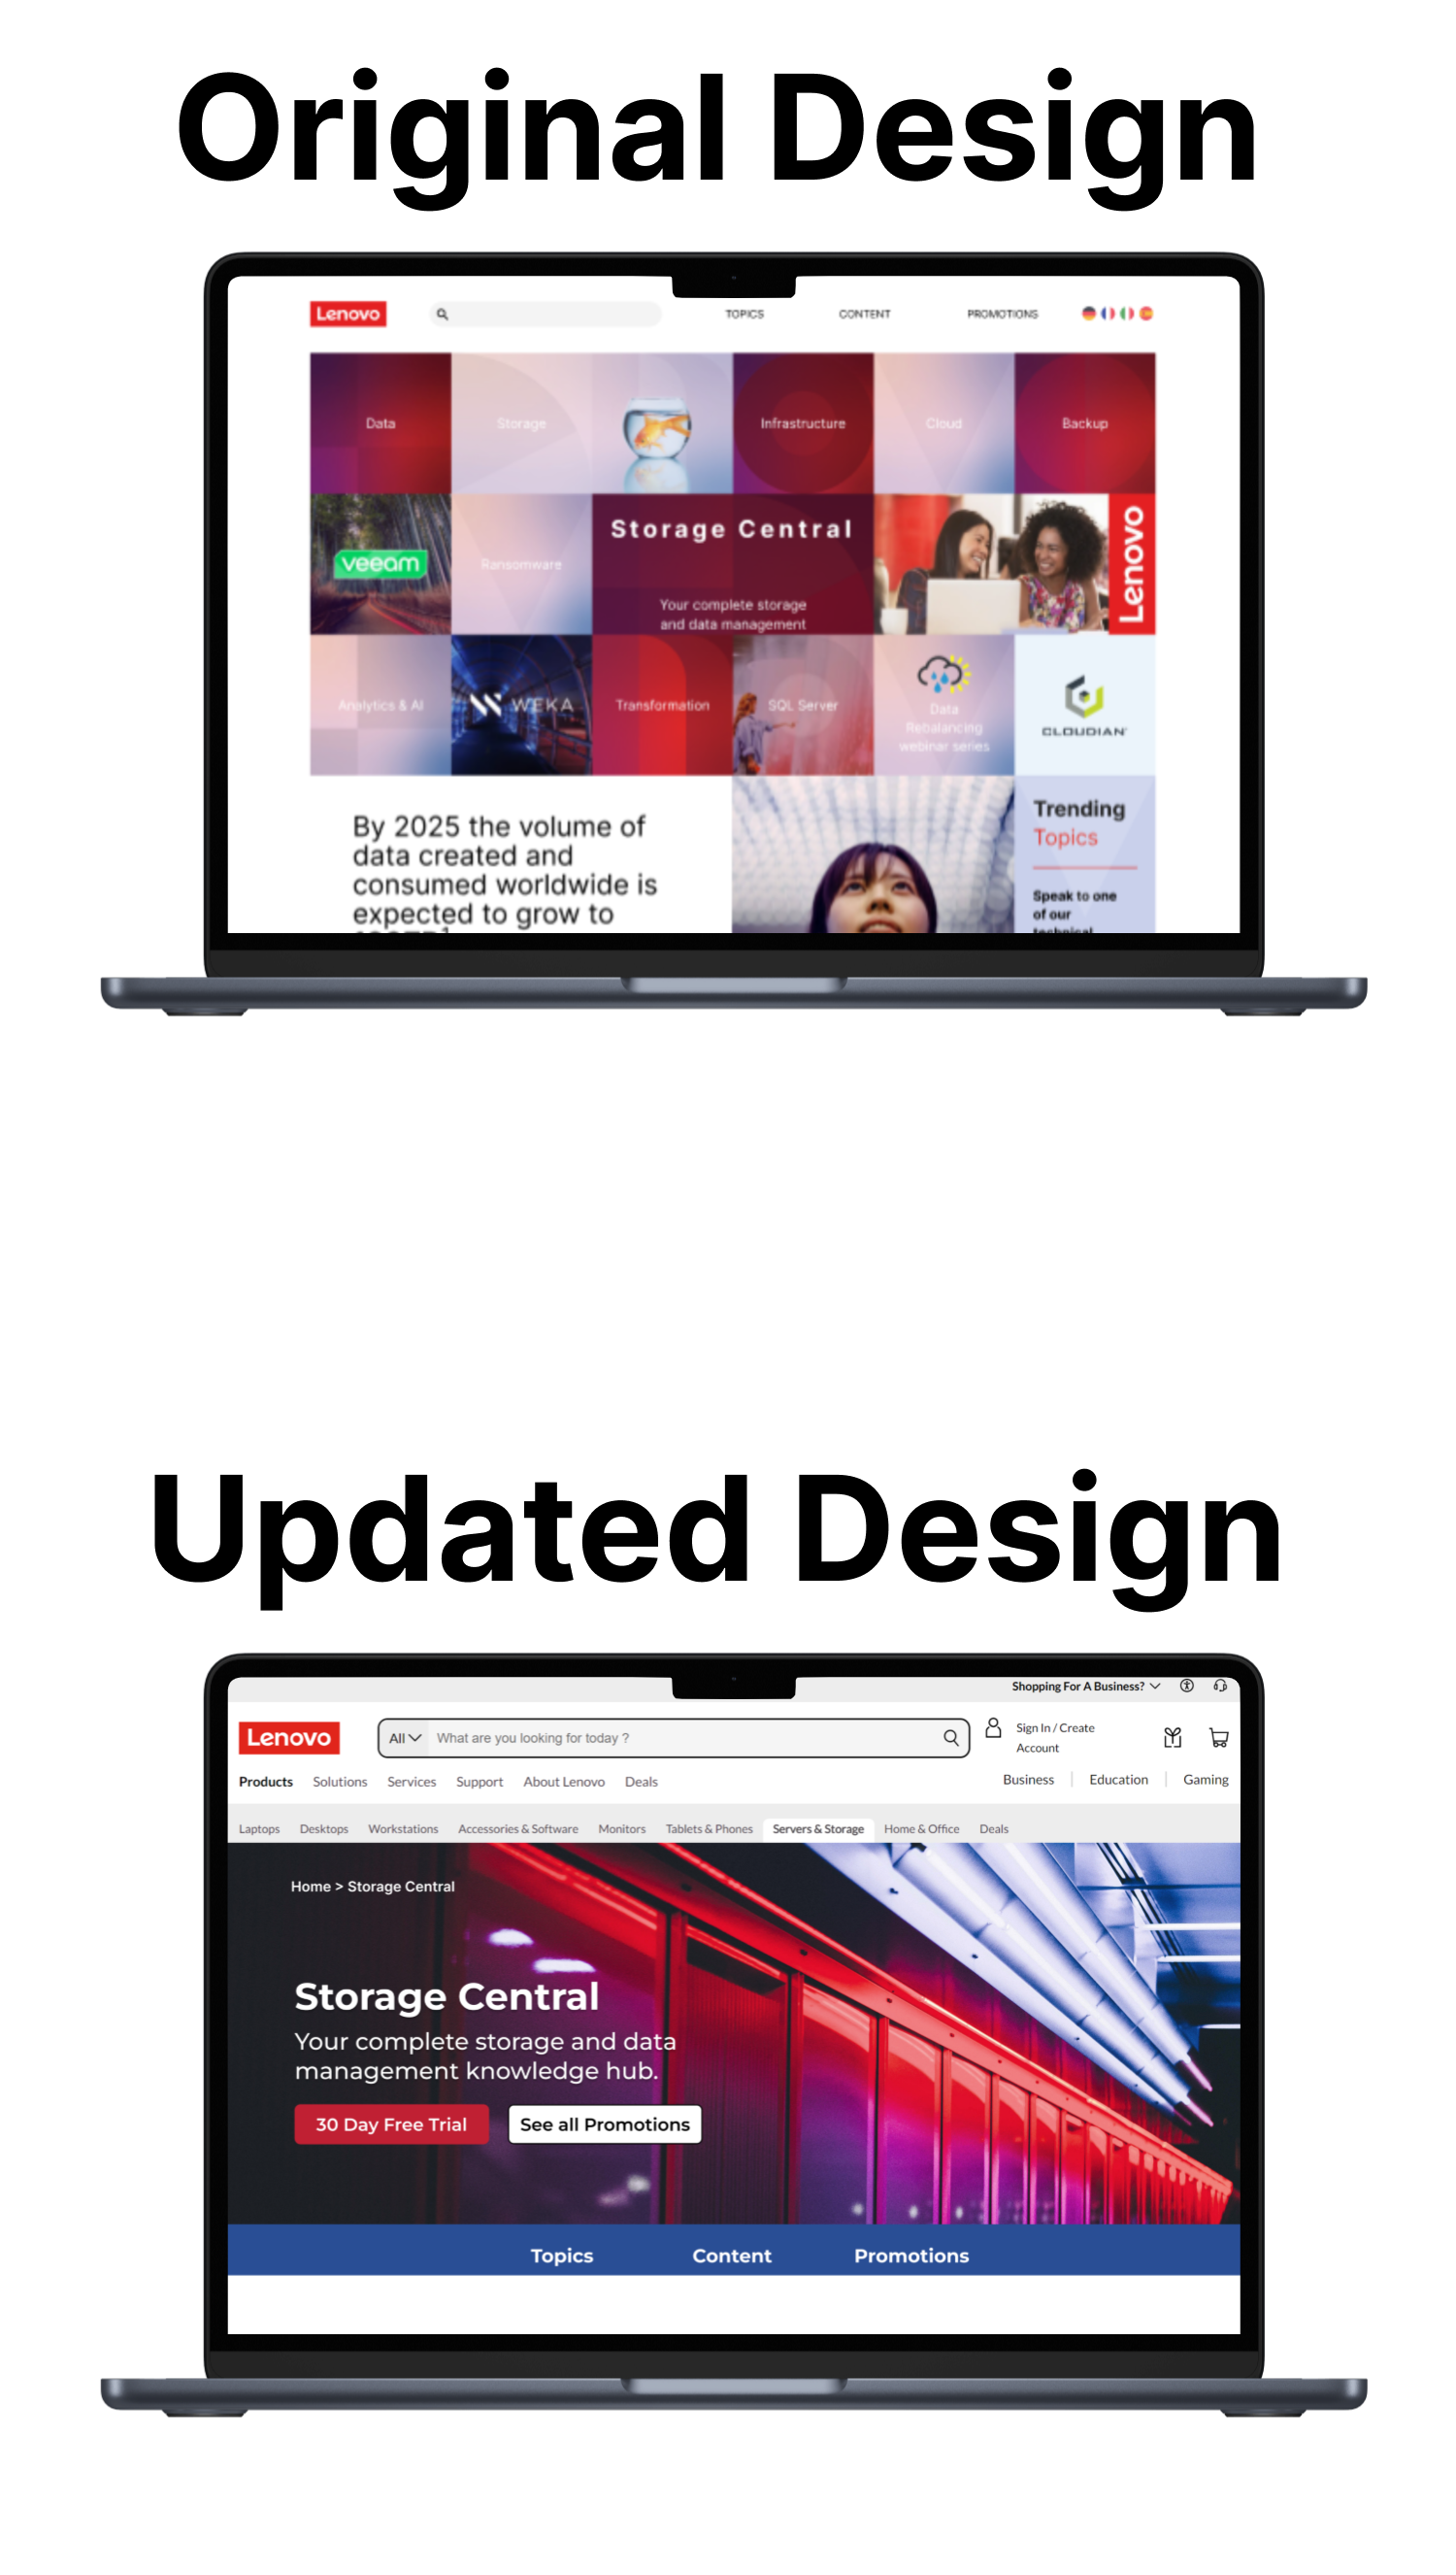 Original Design
Lenovo
TOPICS
CONTENT
PROMOTIONS
Data
Storage
Infrastructure
Cloud
Backup
veeam
Ransomware
Storage Central
Your complete storage
and data management
Lenovo
Analytics & AI
WEKA
Transformation
SQL Server
Data
Rebalancing
webinar series
CLOUDIAN
By 2025 the volume of
data created and
consumed worldwide is
expected to grow to
Trending
Topics
Speak to one
of our
technical
Updated Design
Shopping For A Business?
Lenovo
All
What are you looking for today ?
Sign In / Create
Account
Products
Solutions
Services
Support
About Lenovo
Deals
Business
Education
Gaming
Laptops
Desktops
Workstations
Accessories & Software
Monitors
Tablets & Phones
Servers & Storage
Home & Office
Deals
Home > Storage Central
Storage Central
Your complete storage and data
management knowledge hub.
30 Day Free Trial
See all Promotions
Topics
Content
Promotions